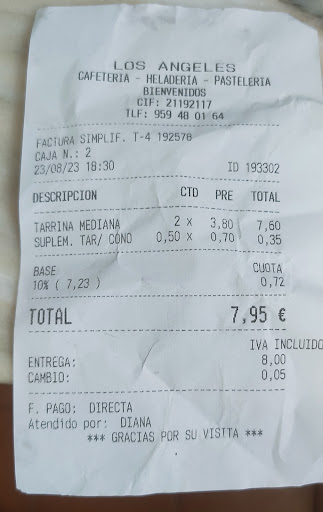 LOS ANGELES
CAFETERIA - HELADERIA - PASTELERIA
BIENVENIDOS
CIF: 21192117
TLF: 959 48 01 64
FACTURA SIMPLIF. T-4 192578
CAJA N.: 2
23/08/23 18:30 ID 193302
DESCRIPCION CTD PRE TOTAL
TARRINA MEDIANA 2 x 3,80 7,60
SUPLEM. TAR/ CONO 0,50 x 0,70 0,35
BASE CUOTA
10% ( 7,23 ) 0,72
TOTAL 7,95 €
IVA INCLUIDO
ENTREGA: 8,00
CAMBIO: 0,05
F. PAGO: DIRECTA
Atendido por: DIANA
*** GRACIAS POR SU VISTTA ***